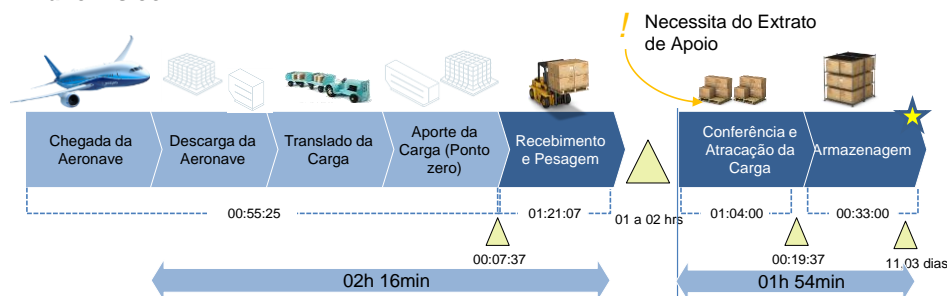 !
Necessita do Extrato
de Apoio
Chegada da
Aeronave
Descarga da
Aeronave
Translado da
Carga
Aporte da
Carga (Ponto
zero)
Recebimento
e Pesagem
Conferência e
Atracação da
Carga
Armazenagem
00:55:25
01:21:07
01 a 02 hrs
01:04:00
00:33:00
00:07:37
00:19:37
11,03 dias
02h 16min
01h 54min